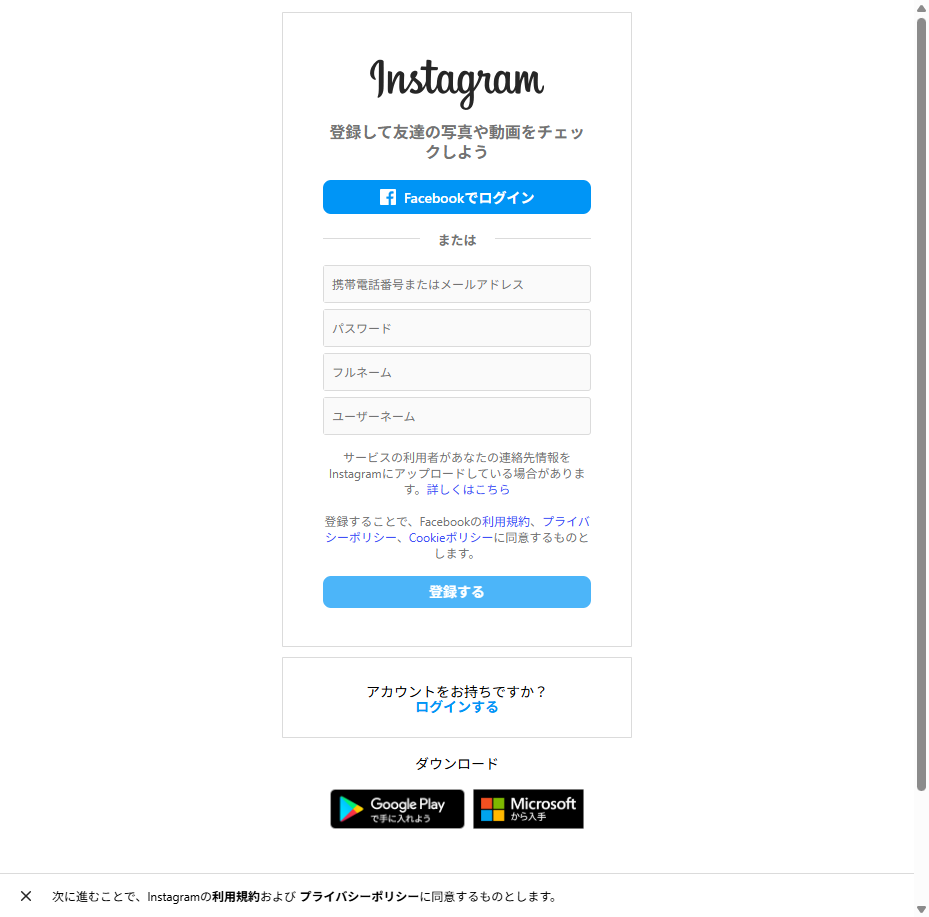 Instagram
登録して友達の写真や動画をチェッ
クしよう
Facebookでログイン
または
携帯電話番号またはメールアドレス
パスワード
フルネーム
ユーザーネーム
サービスの利用者があなたの連絡先情報を
Instagramにアップロードしている場合がありま
す。詳しくはこちら
登録することで、Facebookの利用規約、プライバ
シーポリシー、Cookieポリシーに同意するものと
します。
登録する
アカウントをお持ちですか？
ログインする
ダウンロード
Google Play
で手に入れよう
Microsoft
から入手
次に進むことで、Instagramの利用規約および プライバシーポリシーに同意するものとします。